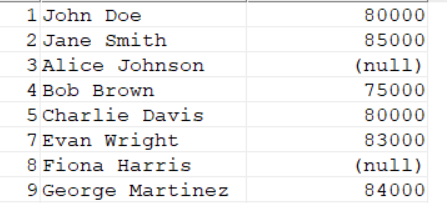 1 John Doe 80000
2 Jane Smith 85000
3 Alice Johnson (null)
4 Bob Brown 75000
5 Charlie Davis 80000
7 Evan Wright 83000
8 Fiona Harris (null)
9 George Martinez 84000